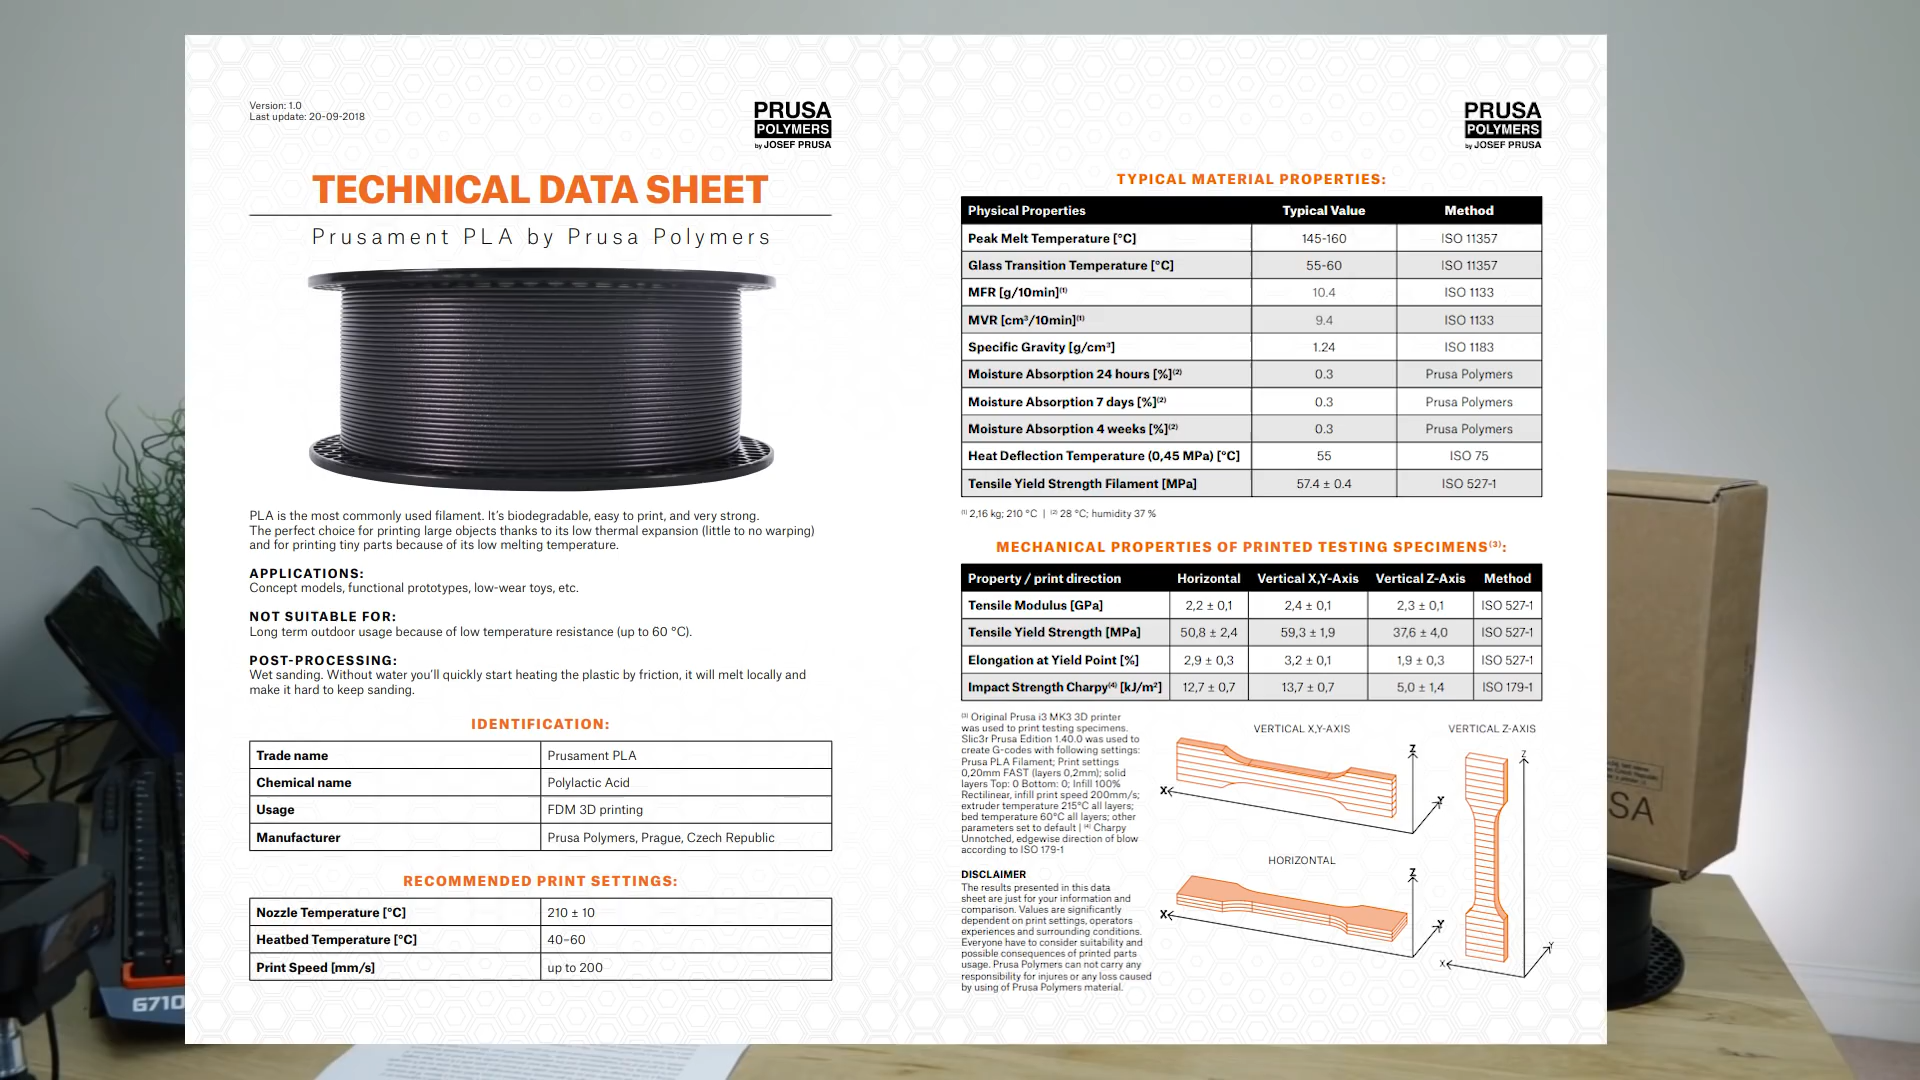 Version: 1.0
Last update: 20-09-2018
PRUSA
POLYMERS
by JOSEF PRUSA
TECHNICAL DATA SHEET
Prusament PLA by Prusa Polymers
PLA is the most commonly used filament. It's biodegradable, easy to print, and very strong.
The perfect choice for printing large objects thanks to its low thermal expansion (little to no warping)
and for printing tiny parts because of its low melting temperature.
APPLICATIONS:
Concept models, functional prototypes, low-wear toys, etc.
NOT SUITABLE FOR:
Long term outdoor usage because of low temperature resistance (up to 60 °C).
POST-PROCESSING:
Wet sanding. Without water you'll quickly start heating the plastic by friction, it will melt locally and
make it hard to keep sanding.
IDENTIFICATION:
Trade name Prusament PLA
Chemical name Polylactic Acid
Usage FDM 3D printing
Manufacturer Prusa Polymers, Prague, Czech Republic
RECOMMENDED PRINT SETTINGS:
Nozzle Temperature [°C] 210 ± 10
Heatbed Temperature [°C] 40–60
Print Speed [mm/s] up to 200
PRUSA
POLYMERS
by JOSEF PRUSA
TYPICAL MATERIAL PROPERTIES:
Physical Properties Typical Value Method
Peak Melt Temperature [°C] 145-160 ISO 11357
Glass Transition Temperature [°C] 55-60 ISO 11357
MFR [g/10min](1) 10.4 ISO 1133
MVR [cm³/10min](1) 9.4 ISO 1133
Specific Gravity [g/cm³] 1.24 ISO 1183
Moisture Absorption 24 hours [%](2) 0.3 Prusa Polymers
Moisture Absorption 7 days [%](2) 0.3 Prusa Polymers
Moisture Absorption 4 weeks [%](2) 0.3 Prusa Polymers
Heat Deflection Temperature (0,45 MPa) [°C] 55 ISO 75
Tensile Yield Strength Filament [MPa] 57.4 ± 0.4 ISO 527-1
(1) 2,16 kg; 210 °C | (2) 28 °C; humidity 37 %
MECHANICAL PROPERTIES OF PRINTED TESTING SPECIMENS(3):
Property / print direction Horizontal Vertical X,Y-Axis Vertical Z-Axis Method
Tensile Modulus [GPa] 2,2 ± 0,1 2,4 ± 0,1 2,3 ± 0,1 ISO 527-1
Tensile Yield Strength [MPa] 50,8 ± 2,4 59,3 ± 1,9 37,6 ± 4,0 ISO 527-1
Elongation at Yield Point [%] 2,9 ± 0,3 3,2 ± 0,1 1,9 ± 0,3 ISO 527-1
Impact Strength Charpy(4) [kJ/m²] 12,7 ± 0,7 13,7 ± 0,7 5,0 ± 1,4 ISO 179-1
(3) Original Prusa i3 MK3 3D printer
was used to print testing specimens.
Slic3r Prusa Edition 1.40.0 was used to
create G-codes with following settings:
Prusa PLA Filament; Print settings
0,20mm FAST (layers 0,2mm); solid
layers Top: 0 Bottom: 0; Infill 100%
Rectilinear, infill print speed 200mm/s;
extruder temperature 215°C all layers;
bed temperature 60°C all layers; other
parameters set to default | (4) Charpy
Unnotched, edgewise direction of blow
according to ISO 179-1
DISCLAIMER
The results presented in this data
sheet are just for your information and
comparison. Values are significantly
dependent on print settings, operators
experiences and surrounding conditions.
Everyone have to consider suitability and
possible consequences of printed parts
usage. Prusa Polymers can not carry any
responsibility for injures or any loss caused
by using of Prusa Polymers material.
VERTICAL X,Y-AXIS
Z
X
Y
HORIZONTAL
Z
X
Y
VERTICAL Z-AXIS
Z
X
Y
6710
USA